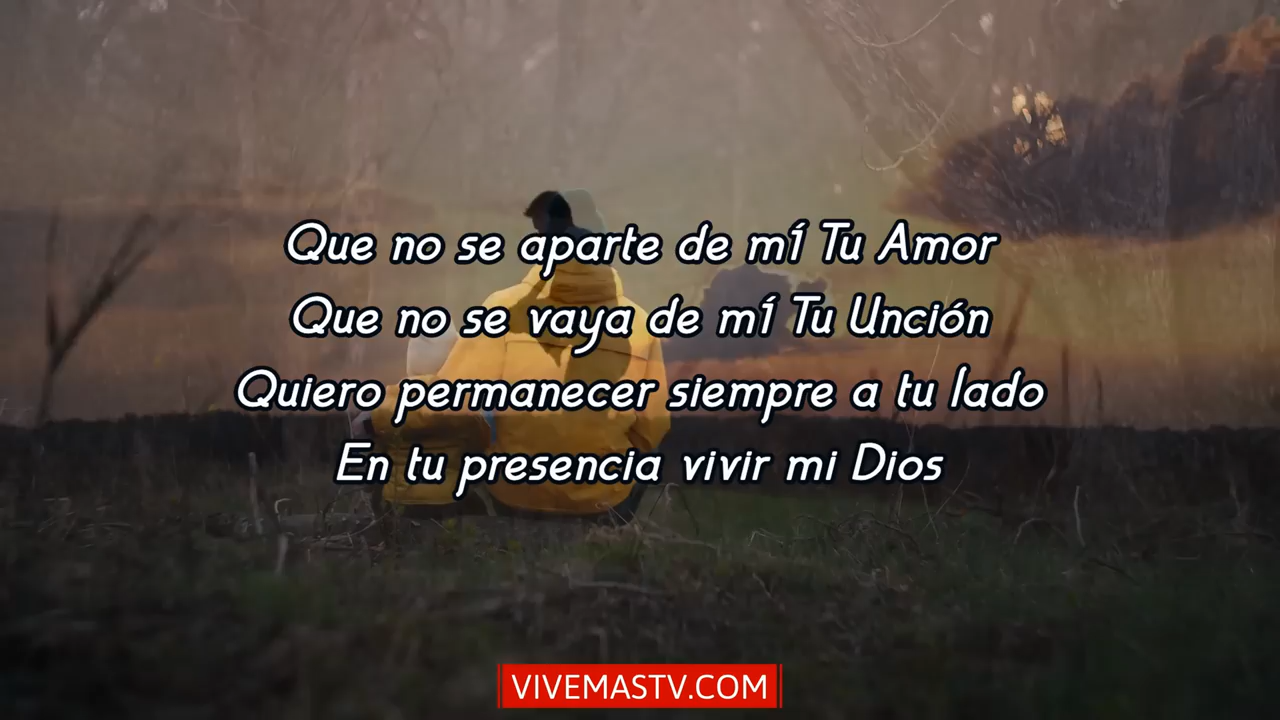 Que no se aparte de mí Tu Amor
Que no se vaya de mí Tu Unción
Quiero permanecer siempre a tu lado
En tu presencia vivir mi Dios
VIVEMASTV.COM